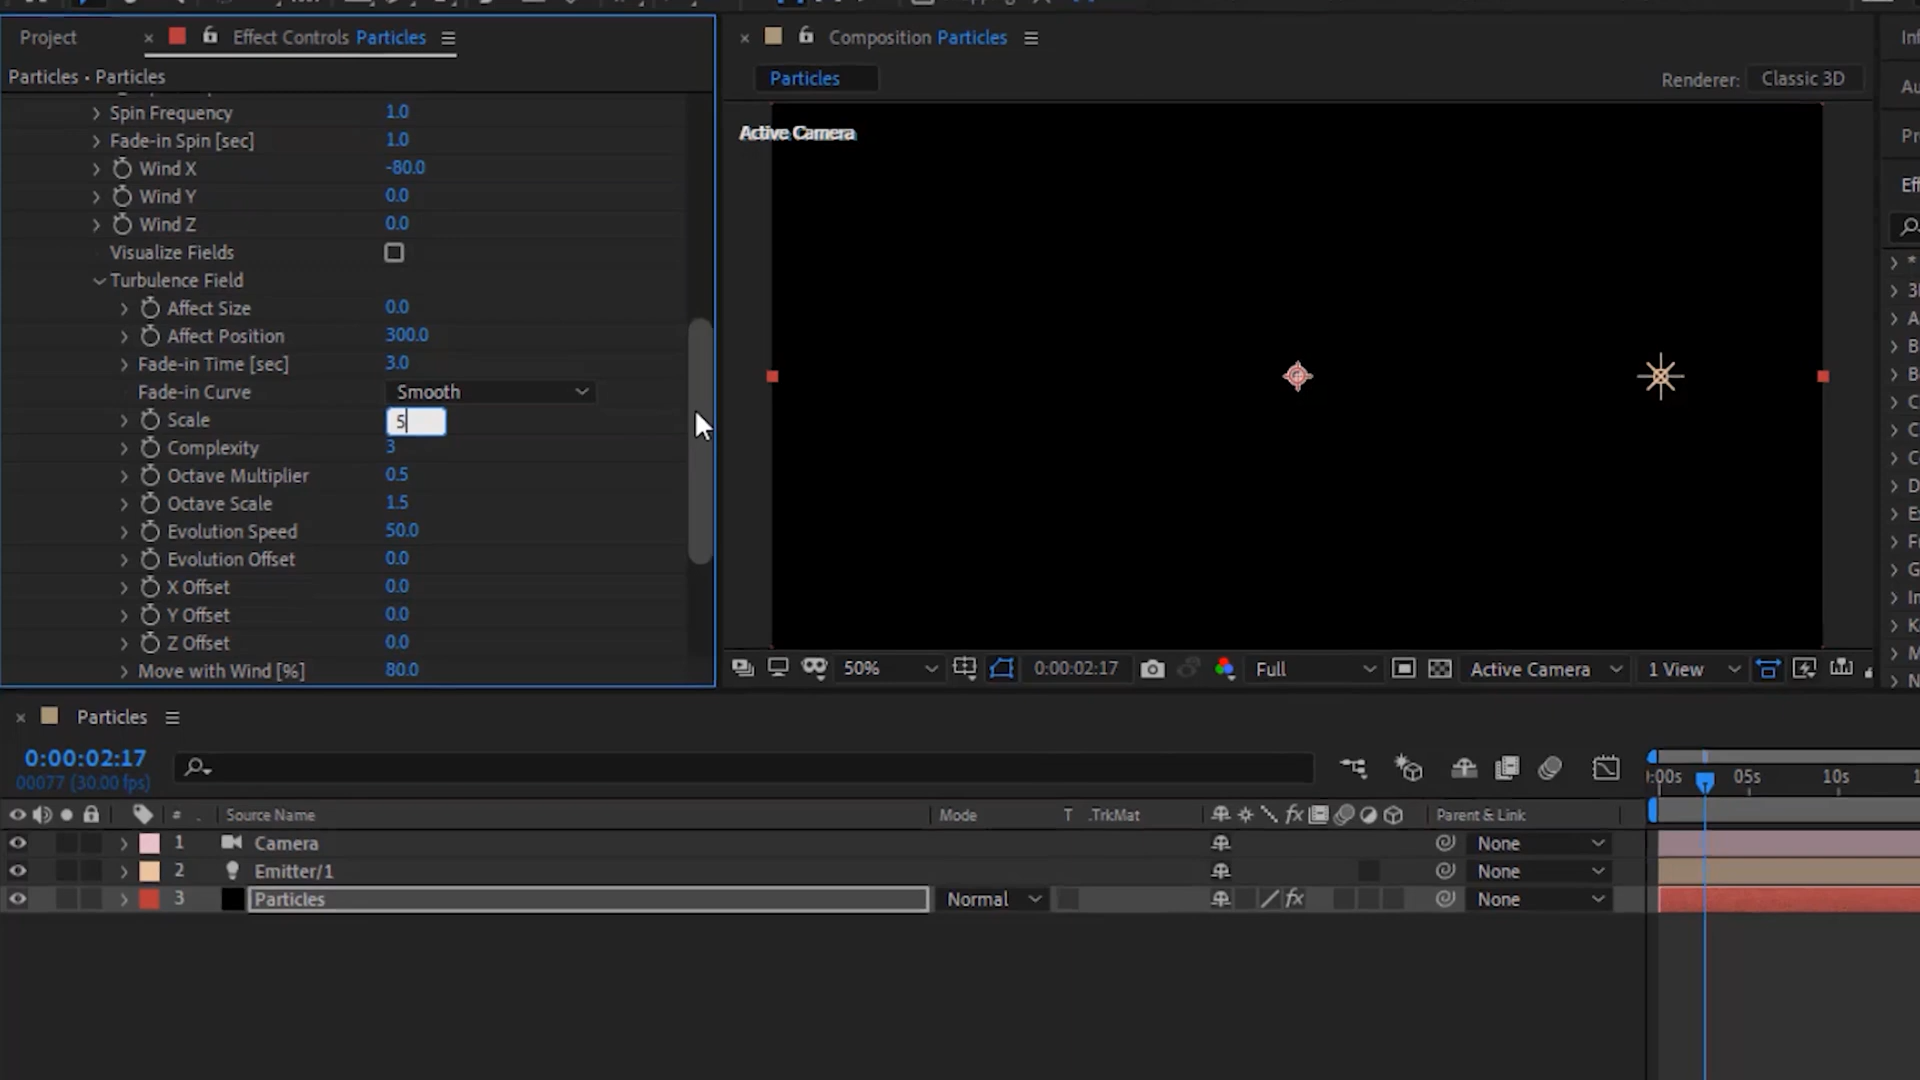 Project × Effect Controls Particles Composition Particles
Particles • Particles
Particles
Renderer: Classic 3D
Spin Frequency 1.0
Active Camera
Fade-in Spin [sec] 1.0
Wind X -80.0
Wind Y 0.0
Wind Z 0.0
Visualize Fields
Turbulence Field
Affect Size 0.0
Affect Position 300.0
Fade-in Time [sec] 3.0
Fade-in Curve Smooth
Scale 5
Complexity 3
Octave Multiplier 0.5
Octave Scale 1.5
Evolution Speed 50.0
Evolution Offset 0.0
X Offset 0.0
Y Offset 0.0
Z Offset 0.0
Move with Wind [%] 80.0
50% 0:00:02:17 Full Active Camera 1 View
Particles
0:00:02:17
00077 (30.00 fps)
:00s 05s 10s
# Source Name Mode T .TrkMat fx Parent & Link
1 Camera None
2 Emitter/1 None
3 Particles Normal fx None